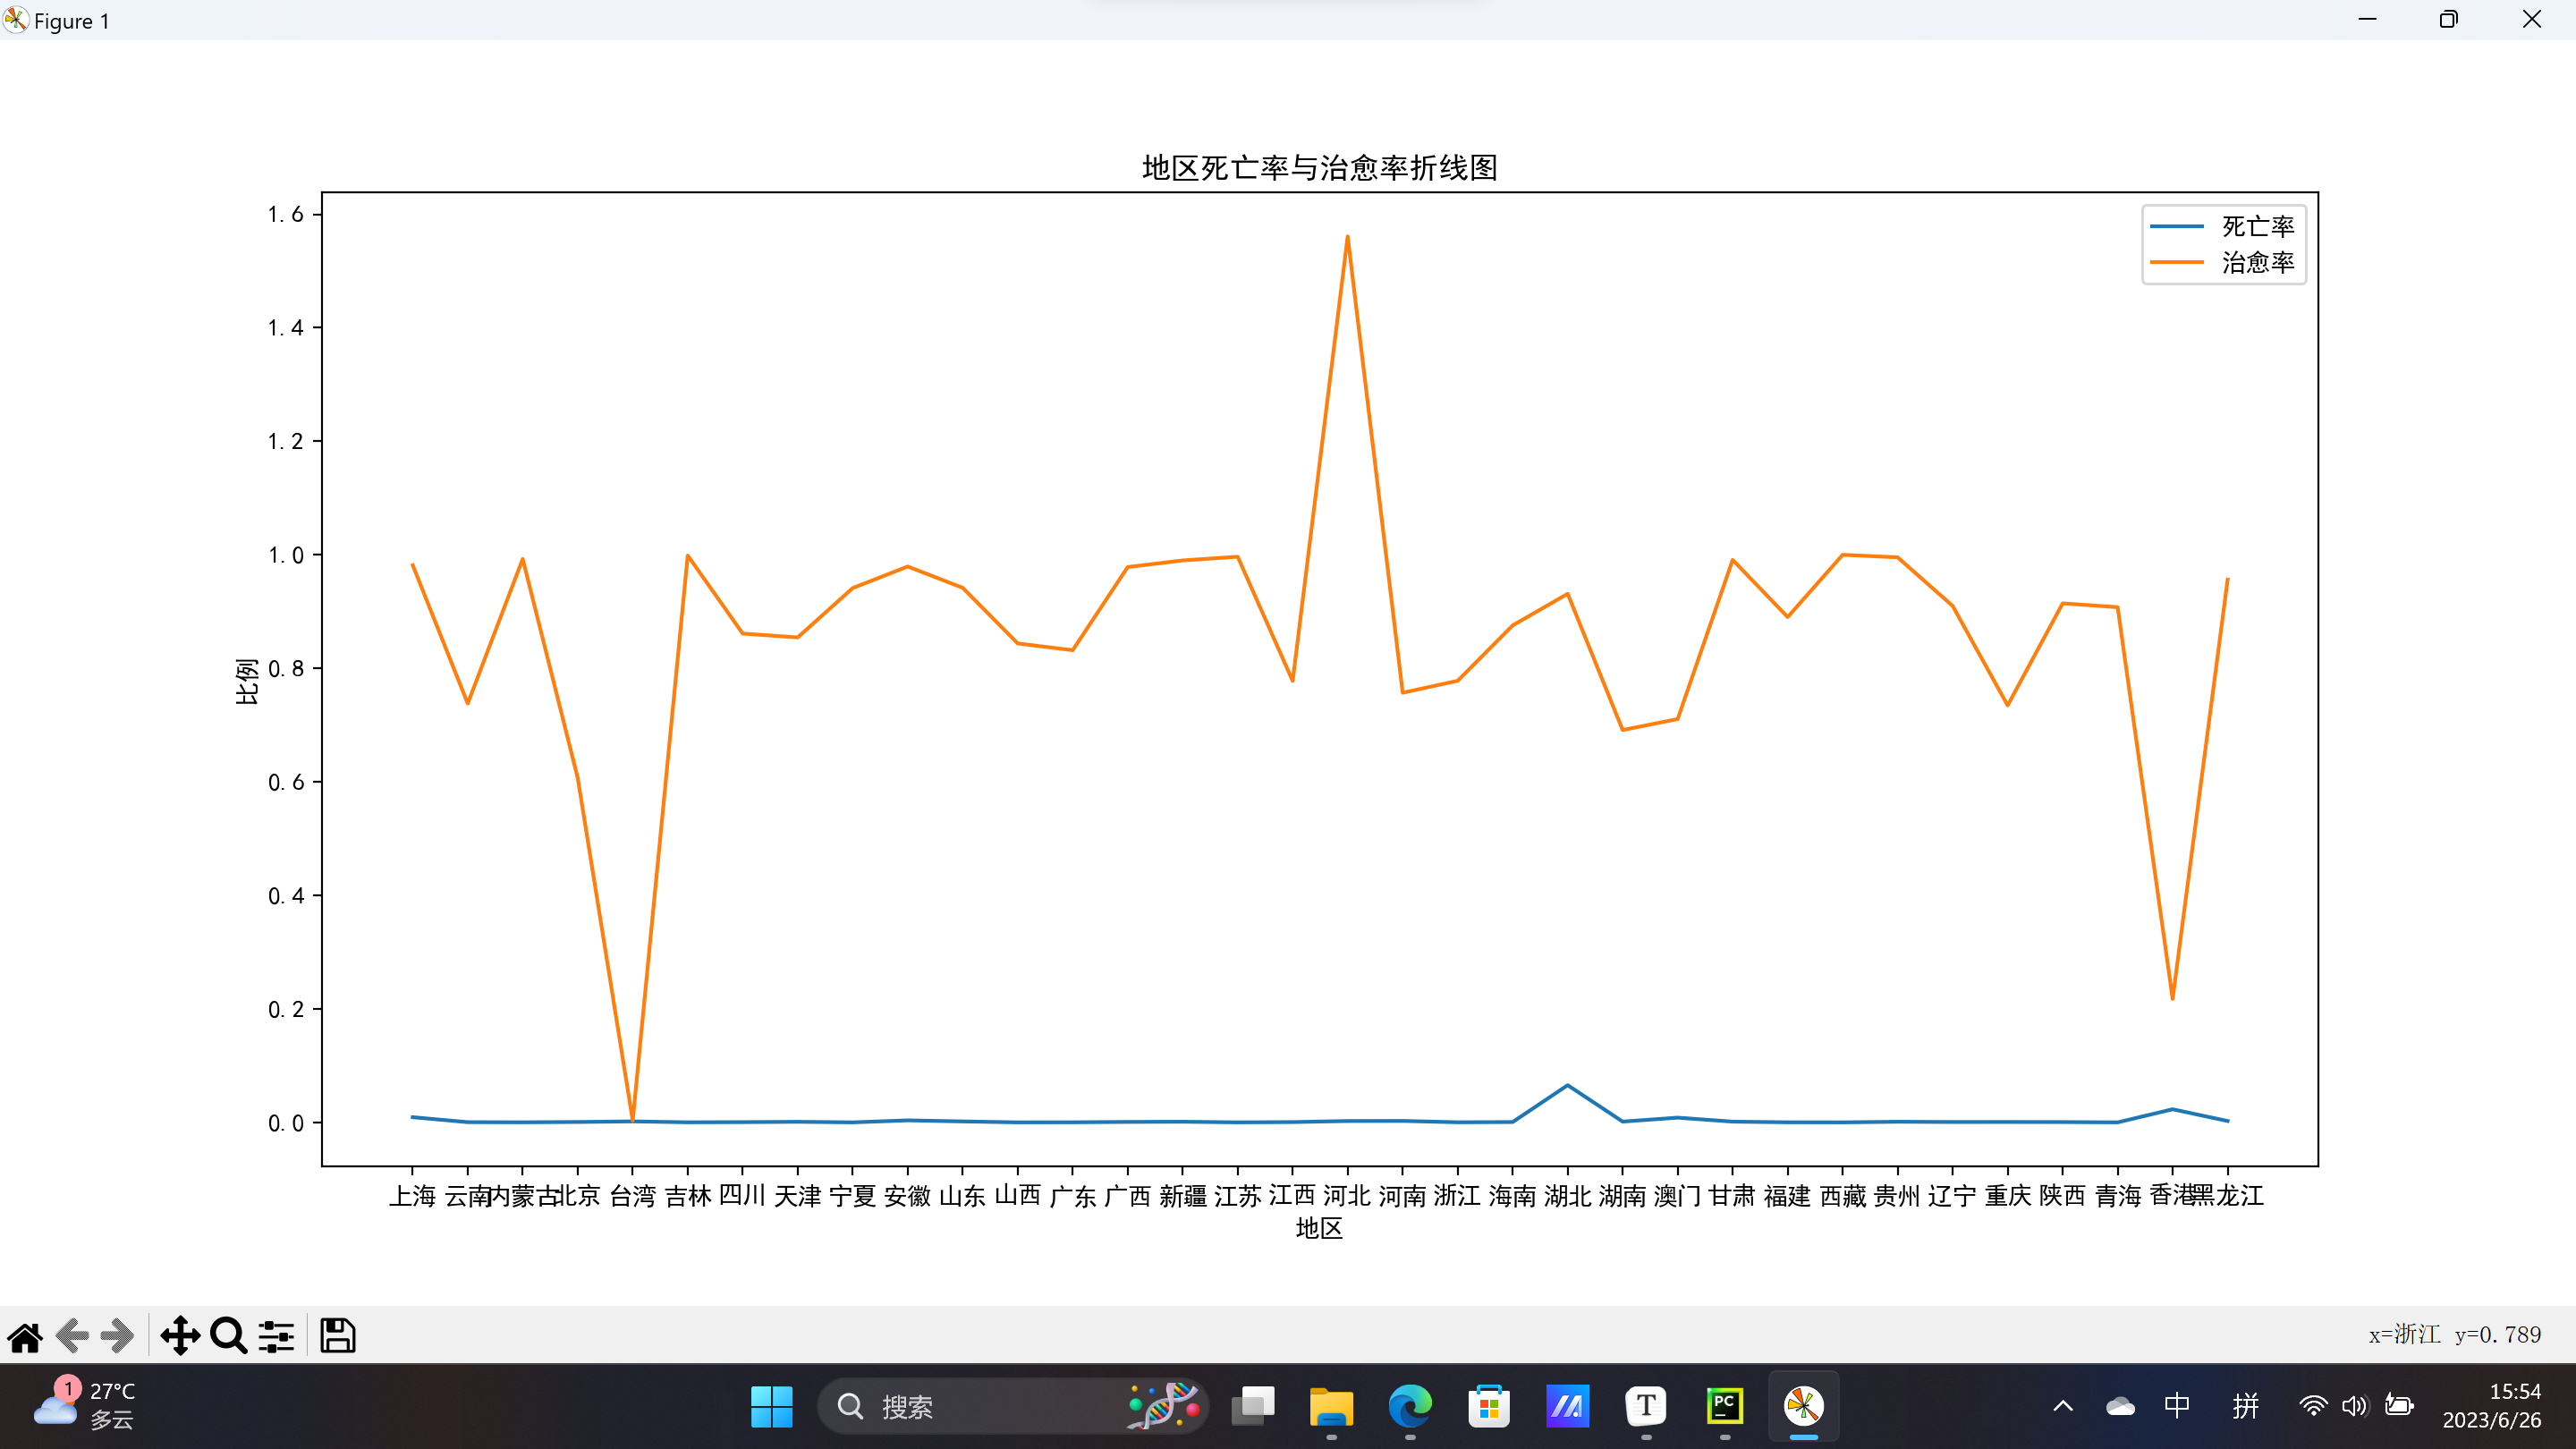 Figure 1
地区死亡率与治愈率折线图
死亡率
治愈率
1.6
1.4
1.2
1.0
0.8
0.6
0.4
0.2
0.0
比例
上海 云南 内蒙古 北京 台湾 吉林 四川 天津 宁夏 安徽 山东 山西 广东 广西 新疆 江苏 江西 河北 河南 浙江 海南 湖北 湖南 澳门 甘肃 福建 西藏 贵州 辽宁 重庆 陕西 青海 香港 黑龙江
地区
x=浙江 y=0.789
1
27°C
多云
搜索
T
PC
中
拼
15:54
2023/6/26